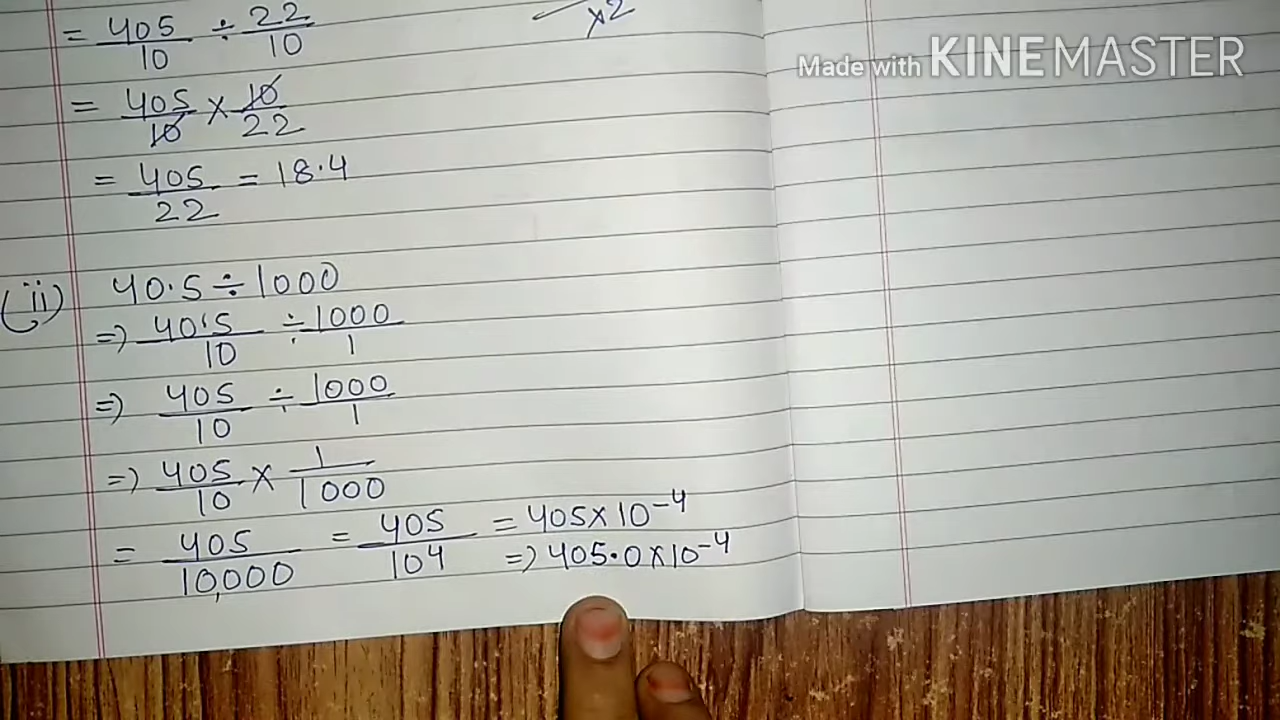 = 405/10 ÷ 22/10
×2
Made with KINEMASTER
= 405/10 × 10/22
= 405/22 = 18.4
(ii) 40.5 ÷ 1000
=> 40.5/10 ÷ 1000/1
=> 405/10 ÷ 1000/1
=> 405/10 × 1/1000
= 405/10,000 = 405/10⁴ = 405×10⁻⁴
=> 405.0×10⁻⁴